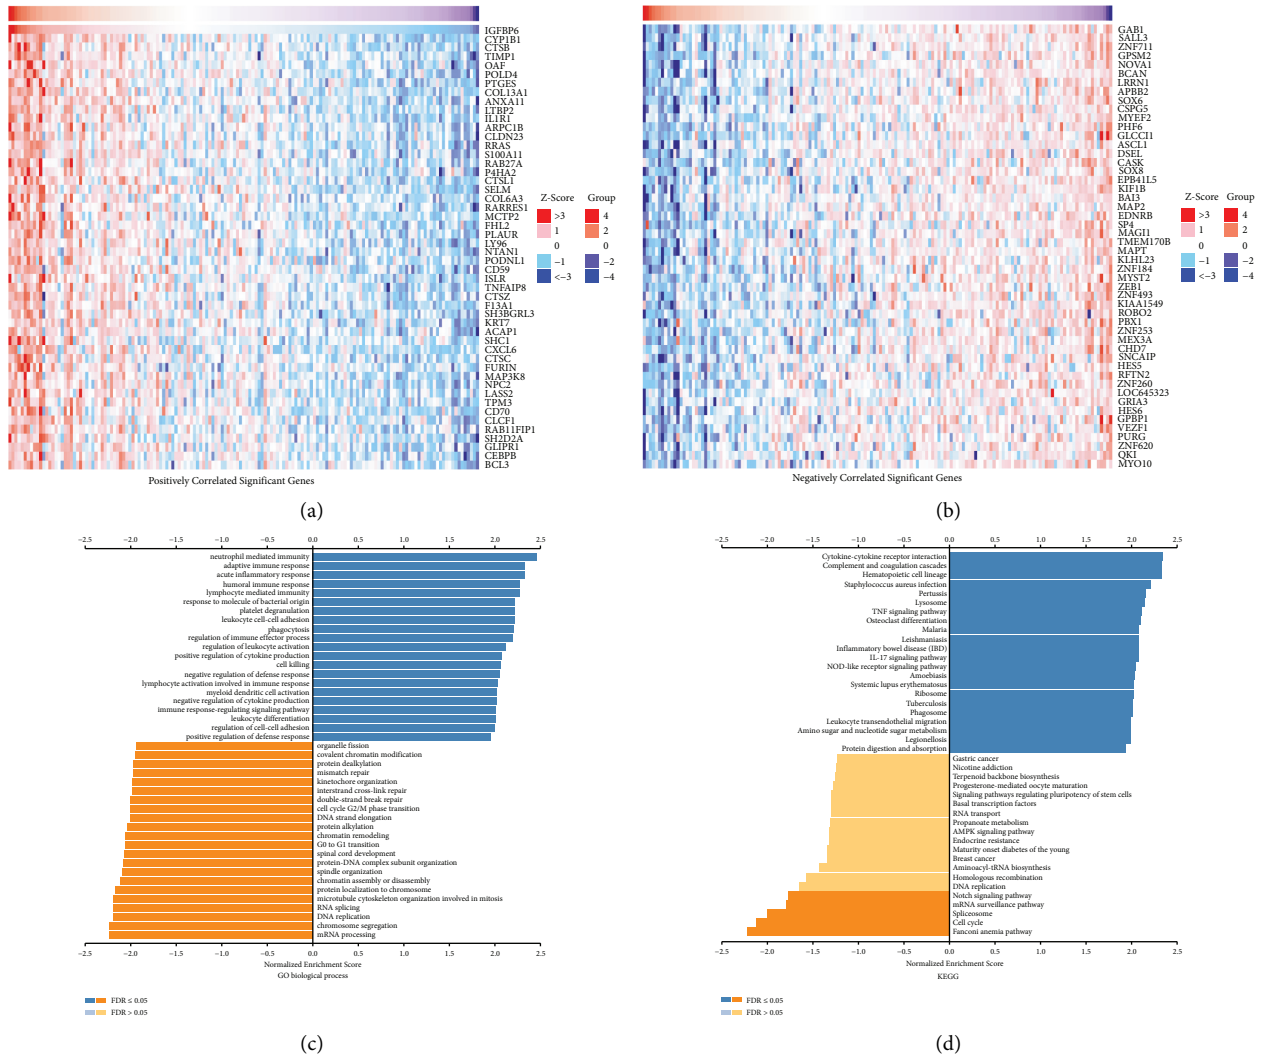 IGFBP6
CYP1B1
CTSB
TIMP1
OAF
POLD4
PTGES
COL13A1
ANXA11
LTBP2
IL1R1
ARPC1B
CLDN23
RRAS
S100A11
RAB27A
P4HA2
CTSL1
SELM
COL6A3
RARRES1
MCTP2
FHL2
PLAUR
LY96
NTAN1
PODNL1
CD59
ISLR
TNFAIP8
CTSZ
F13A1
SH3BGRL3
KRT7
ACAP1
SHC1
CXCL6
CTSC
FURIN
MAP3K8
NPC2
LASS2
TPM3
CD70
CLCF1
RAB11FIP1
SH2D2A
GLIPR1
CEBPB
BCL3
Z-Score Group
>3 4
1 2
0 0
−1 −2
<−3 −4
Positively Correlated Significant Genes
(a)
GAB1
SALL3
ZNF711
GPSM2
NOVA1
BCAN
LRRN1
APBB2
SOX6
CSPG5
MYEF2
PHF6
GLCCI1
ASCL1
DSEL
CASK
SOX8
EPB41L5
KIF1B
BAI3
MAP2
EDNRB
SP4
MAGI1
TMEM170B
MAPT
KLHL23
ZNF184
MYST2
ZEB1
ZNF493
KIAA1549
ROBO2
PBX1
ZNF253
MEX3A
CHD7
SNCAIP
HES5
RFTN2
ZNF260
LOC645323
GRIA3
HES6
GPBP1
VEZF1
PURG
ZNF620
QKI
MYO10
Z-Score Group
>3 4
1 2
0 0
−1 −2
<−3 −4
Negatively Correlated Significant Genes
(b)
−2.5 −2.0 −1.5 −1.0 −0.5 0.0 0.5 1.0 1.5 2.0 2.5
neutrophil mediated immunity
adaptive immune response
acute inflammatory response
humoral immune response
lymphocyte mediated immunity
response to molecule of bacterial origin
platelet degranulation
leukocyte cell-cell adhesion
phagocytosis
regulation of immune effector process
regulation of leukocyte activation
positive regulation of cytokine production
cell killing
negative regulation of defense response
lymphocyte activation involved in immune response
myeloid dendritic cell activation
negative regulation of cytokine production
immune response-regulating signaling pathway
leukocyte differentiation
regulation of cell-cell adhesion
positive regulation of defense response
organelle fission
covalent chromatin modification
protein dealkylation
mismatch repair
kinetochore organization
interstrand cross-link repair
double-strand break repair
cell cycle G2/M phase transition
DNA strand elongation
protein alkylation
chromatin remodeling
G0 to G1 transition
spinal cord development
protein-DNA complex subunit organization
spindle organization
chromatin assembly or disassembly
protein localization to chromosome
microtubule cytoskeleton organization involved in mitosis
RNA splicing
DNA replication
chromosome segregation
mRNA processing
−2.5 −2.0 −1.5 −1.0 −0.5 0.0 0.5 1.0 1.5 2.0 2.5
Normalized Enrichment Score
GO biological process
FDR ≤ 0.05
FDR > 0.05
(c)
−2.5 −2.0 −1.5 −1.0 −0.5 0.0 0.5 1.0 1.5 2.0 2.5
Cytokine-cytokine receptor interaction
Complement and coagulation cascades
Hematopoietic cell lineage
Staphylococcus aureus infection
Pertussis
Lysosome
TNF signaling pathway
Osteoclast differentiation
Malaria
Leishmaniasis
Inflammatory bowel disease (IBD)
IL-17 signaling pathway
NOD-like receptor signaling pathway
Amoebiasis
Systemic lupus erythematosus
Ribosome
Tuberculosis
Phagosome
Leukocyte transendothelial migration
Amino sugar and nucleotide sugar metabolism
Legionellosis
Protein digestion and absorption
Gastric cancer
Nicotine addiction
Terpenoid backbone biosynthesis
Progesterone-mediated oocyte maturation
Signaling pathways regulating pluripotency of stem cells
Basal transcription factors
RNA transport
Propanoate metabolism
AMPK signaling pathway
Endocrine resistance
Maturity onset diabetes of the young
Breast cancer
Aminoacyl-tRNA biosynthesis
Homologous recombination
DNA replication
Notch signaling pathway
mRNA surveillance pathway
Spliceosome
Cell cycle
Fanconi anemia pathway
−2.5 −2.0 −1.5 −1.0 −0.5 0.0 0.5 1.0 1.5 2.0 2.5
Normalized Enrichment Score
KEGG
FDR ≤ 0.05
FDR > 0.05
(d)